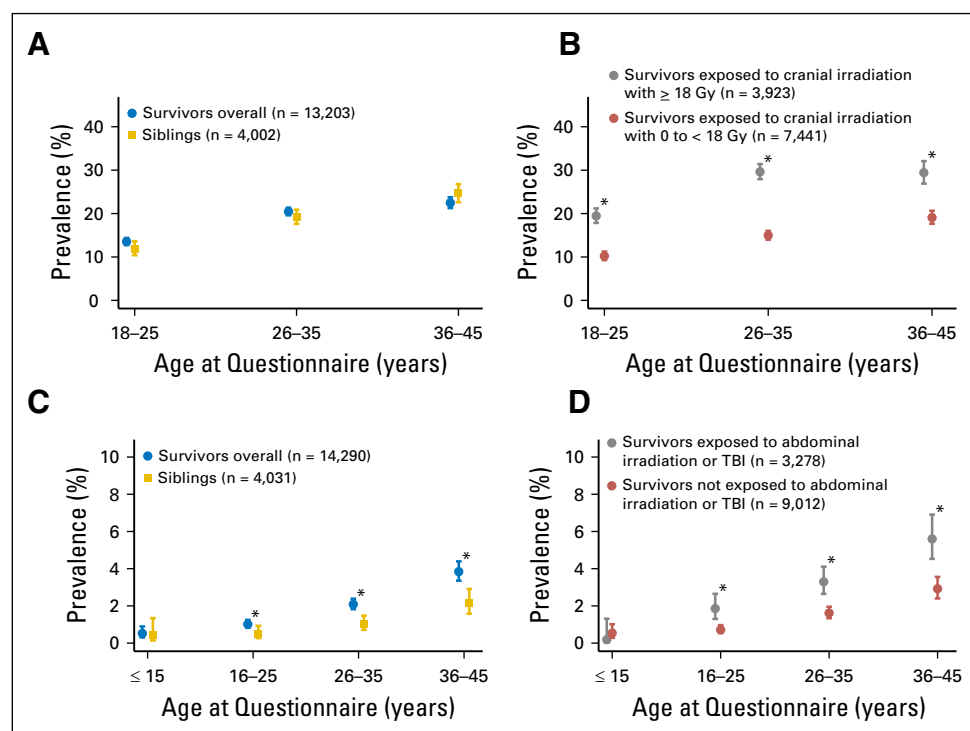 A
Survivors overall (n = 13,203)
Siblings (n = 4,002)
Prevalence (%)
40
30
20
10
0
18–25
26–35
36–45
Age at Questionnaire (years)
B
Survivors exposed to cranial irradiation
with ≥ 18 Gy (n = 3,923)
Survivors exposed to cranial irradiation
with 0 to < 18 Gy (n = 7,441)
Prevalence (%)
40
30
20
10
0
*
*
*
18–25
26–35
36–45
Age at Questionnaire (years)
C
Survivors overall (n = 14,290)
Siblings (n = 4,031)
Prevalence (%)
10
8
6
4
2
0
*
*
*
≤ 15
16–25
26–35
36–45
Age at Questionnaire (years)
D
Survivors exposed to abdominal
irradiation or TBI (n = 3,278)
Survivors not exposed to abdominal
irradiation or TBI (n = 9,012)
Prevalence (%)
10
8
6
4
2
0
*
*
*
≤ 15
16–25
26–35
36–45
Age at Questionnaire (years)